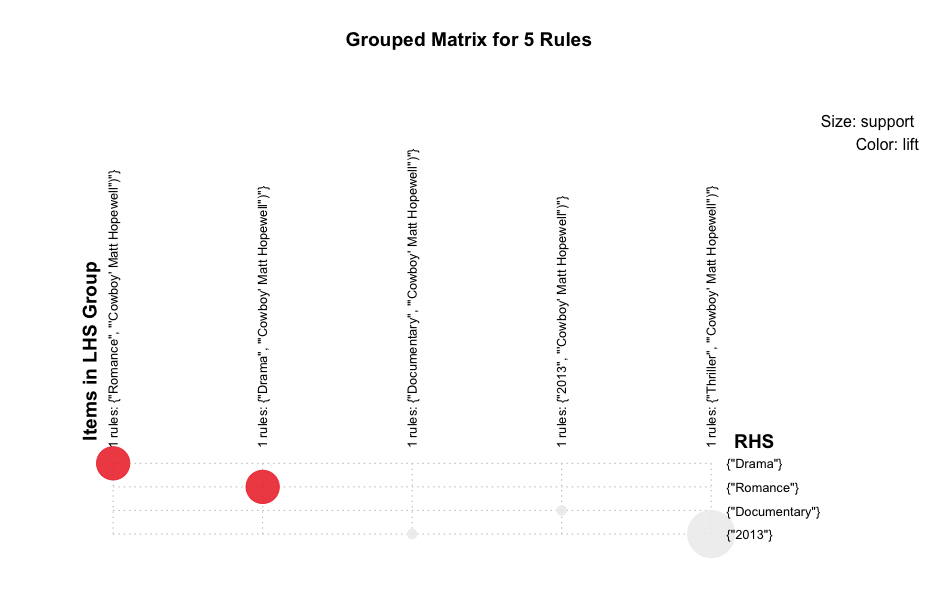 Grouped Matrix for 5 Rules
Size: support
Color: lift
Items in LHS Group
1 rules: {"Romance", "'Cowboy' Matt Hopewell")"}
1 rules: {"Drama", "'Cowboy' Matt Hopewell")"}
1 rules: {"Documentary", "'Cowboy' Matt Hopewell")"}
1 rules: {"2013", "'Cowboy' Matt Hopewell")"}
1 rules: {"Thriller", "'Cowboy' Matt Hopewell")"}
RHS
{"Drama"}
{"Romance"}
{"Documentary"}
{"2013"}